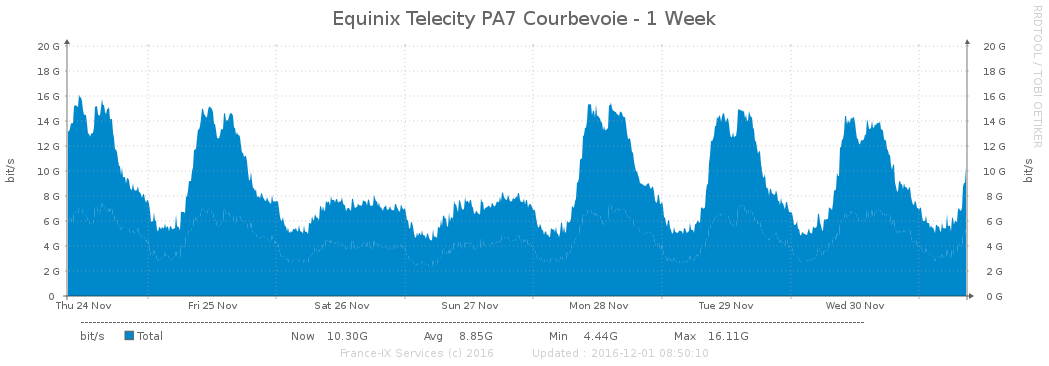 Equinix Telecity PA7 Courbevoie - 1 Week
RRDTOOL / TOBI OETIKER
20 G 20 G
18 G 18 G
16 G 16 G
14 G 14 G
12 G 12 G
10 G 10 G
8 G 8 G
6 G 6 G
4 G 4 G
2 G 2 G
0 0 G
bit/s bit/s
Thu 24 Nov Fri 25 Nov Sat 26 Nov Sun 27 Nov Mon 28 Nov Tue 29 Nov Wed 30 Nov
bit/s Total Now 10.30G Avg 8.85G Min 4.44G Max 16.11G
France-IX Services (c) 2016 Updated : 2016-12-01 08:50:10